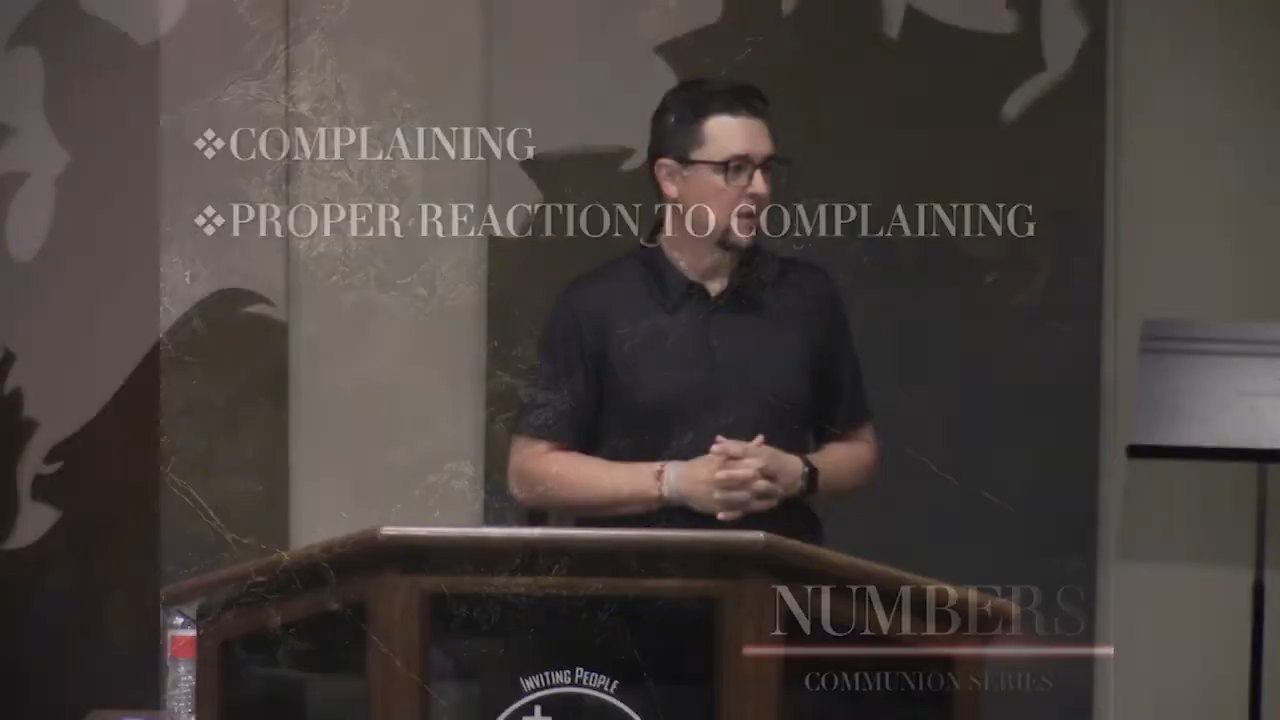 ❖COMPLAINING
❖PROPER REACTION TO COMPLAINING
NUMBERS
COMMUNION SERIES
INVITING PEOPLE